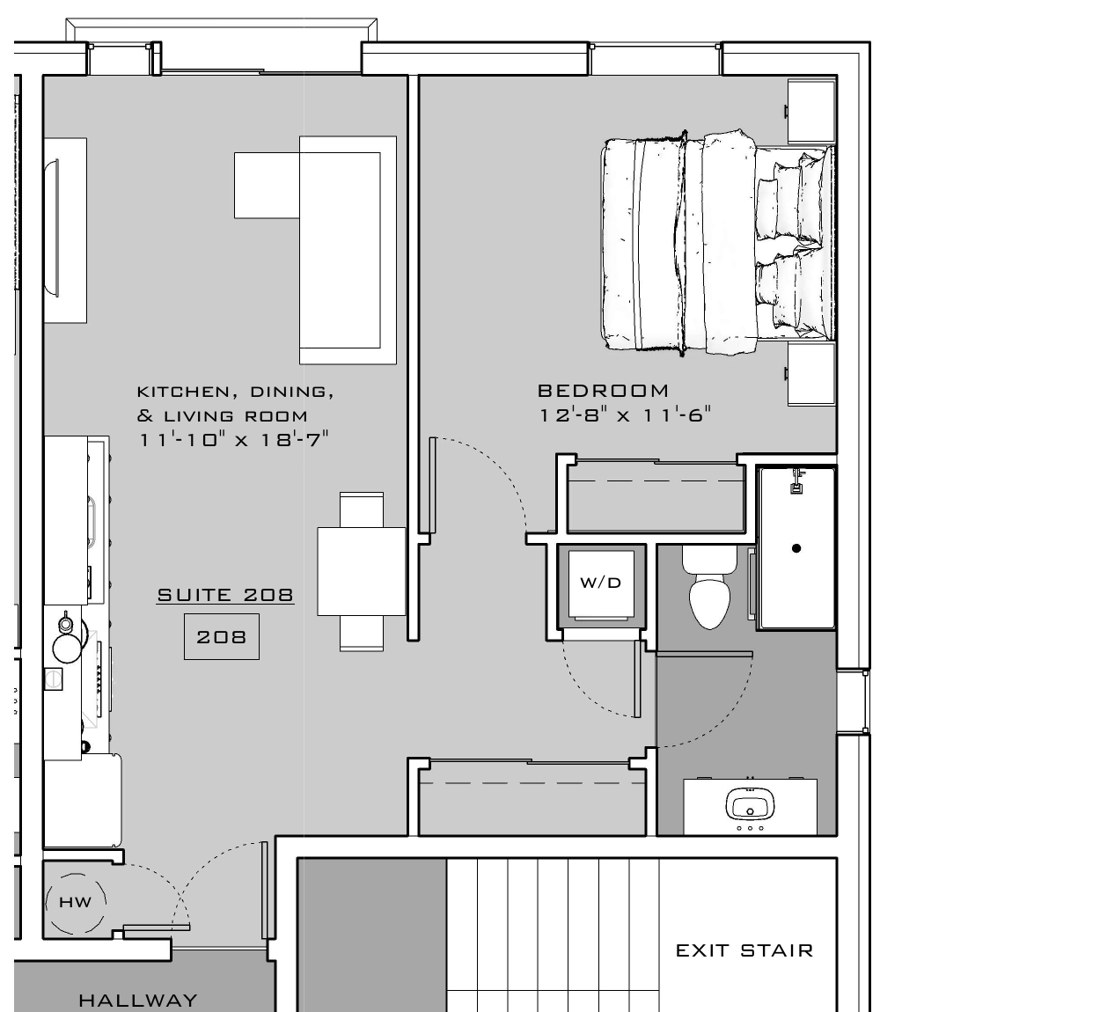 KITCHEN, DINING,
& LIVING ROOM
11'-10" x 18'-7"
BEDROOM
12'-8" x 11'-6"
SUITE 208
208
W/D
HW
EXIT STAIR
HALLWAY